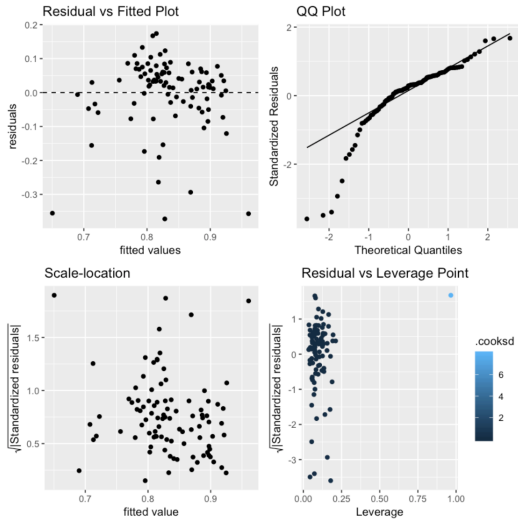 Residual vs Fitted Plot
0.2
0.1
0.0
-0.1
-0.2
-0.3
residuals
0.7
0.8
0.9
fitted values
QQ Plot
2
0
-2
Standardized Residuals
-2
-1
0
1
2
Theoretical Quantiles
Scale-location
1.5
1.0
0.5
√|Standardized residuals|
0.7
0.8
0.9
fitted value
Residual vs Leverage Point
1
0
-1
-2
-3
√|Standardized residuals|
0.00
0.25
0.50
0.75
1.00
Leverage
.cooksd
6
4
2